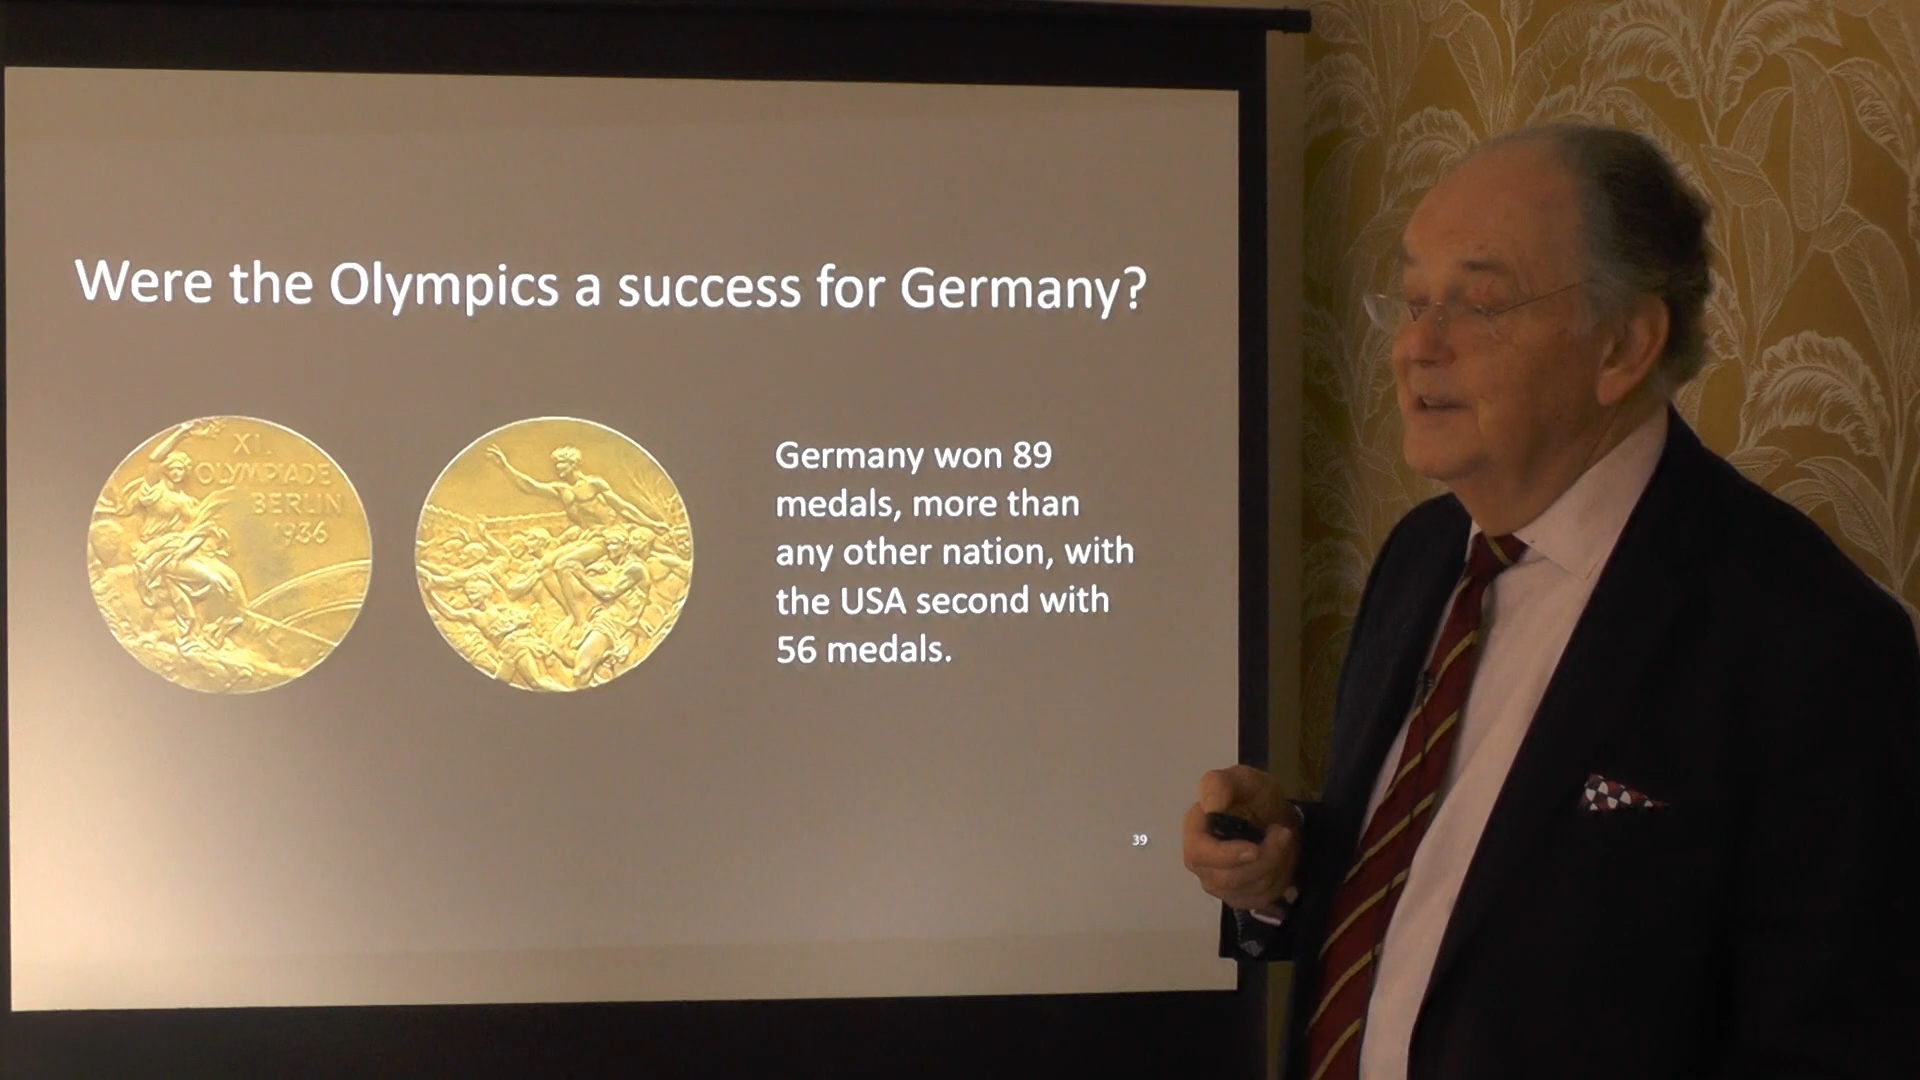 Were the Olympics a success for Germany?
XI.
OLYMPIADE
BERLIN
1936
Germany won 89
medals, more than
any other nation, with
the USA second with
56 medals.
39